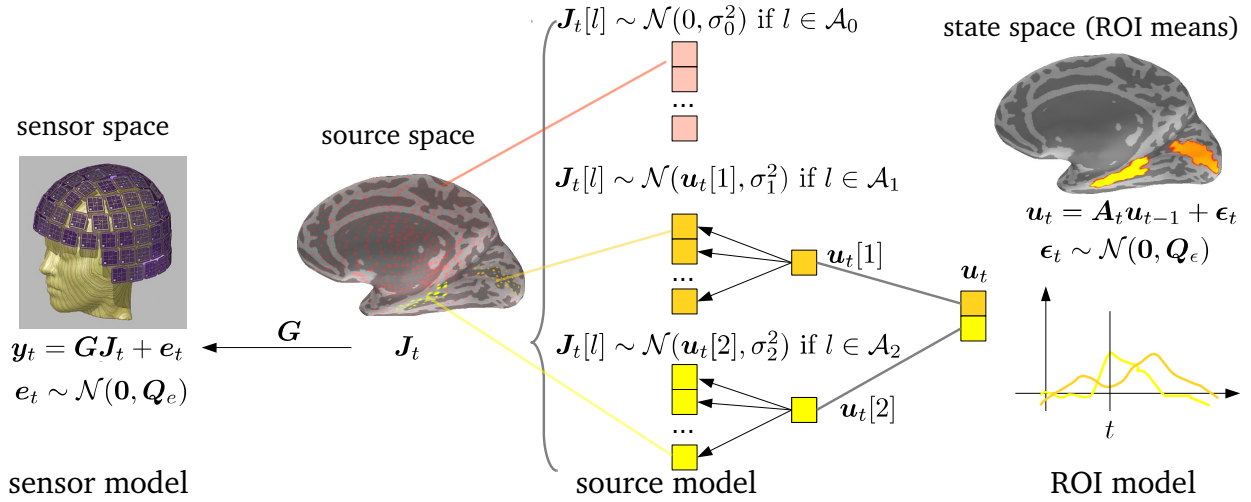 sensor space
y_t = GJ_t + e_t
e_t ∼ N(0, Q_e)
sensor model
G
source space
J_t
J_t[l] ∼ N(0, σ_0^2) if l ∈ A_0
...
J_t[l] ∼ N(u_t[1], σ_1^2) if l ∈ A_1
...
u_t[1]
J_t[l] ∼ N(u_t[2], σ_2^2) if l ∈ A_2
...
u_t[2]
u_t
source model
state space (ROI means)
u_t = A_t u_{t−1} + ϵ_t
ϵ_t ∼ N(0, Q_ϵ)
t
ROI model